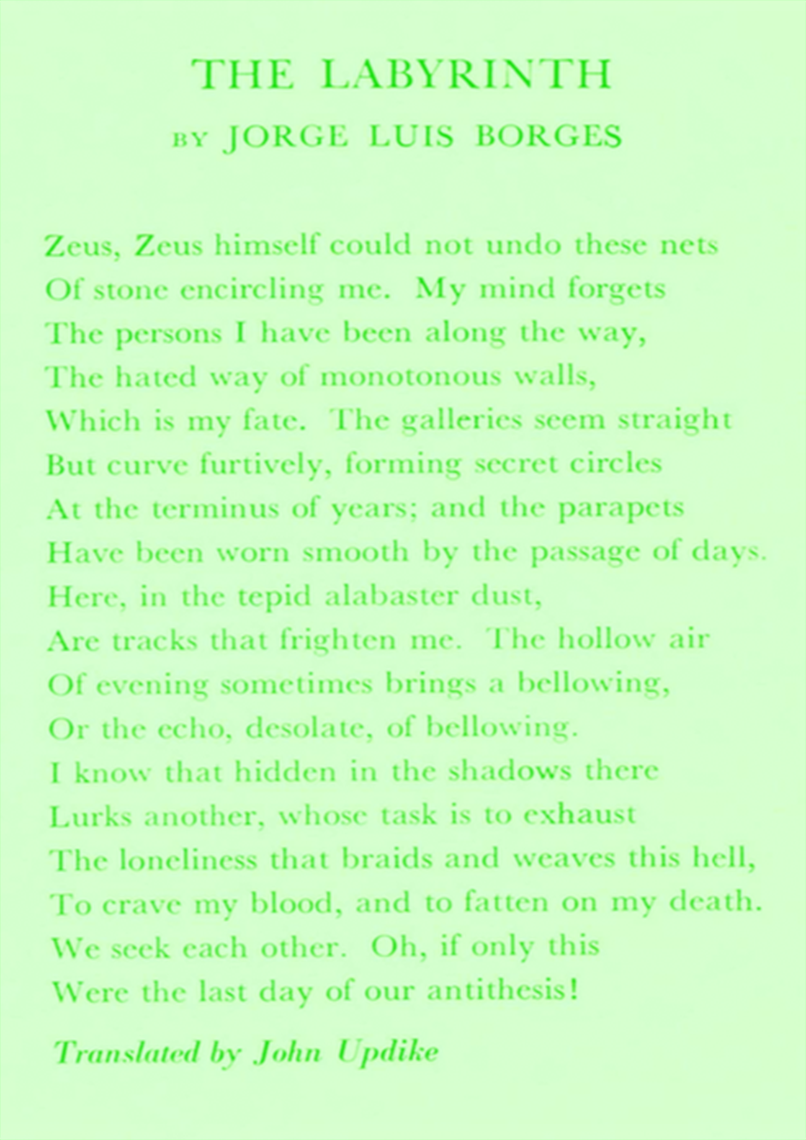 THE LABYRINTH
BY JORGE LUIS BORGES
Zeus, Zeus himself could not undo these nets
Of stone encircling me. My mind forgets
The persons I have been along the way,
The hated way of monotonous walls,
Which is my fate. The galleries seem straight
But curve furtively, forming secret circles
At the terminus of years; and the parapets
Have been worn smooth by the passage of days.
Here, in the tepid alabaster dust,
Are tracks that frighten me. The hollow air
Of evening sometimes brings a bellowing,
Or the echo, desolate, of bellowing.
I know that hidden in the shadows there
Lurks another, whose task is to exhaust
The loneliness that braids and weaves this hell,
To crave my blood, and to fatten on my death.
We seek each other. Oh, if only this
Were the last day of our antithesis!
Translated by John Updike